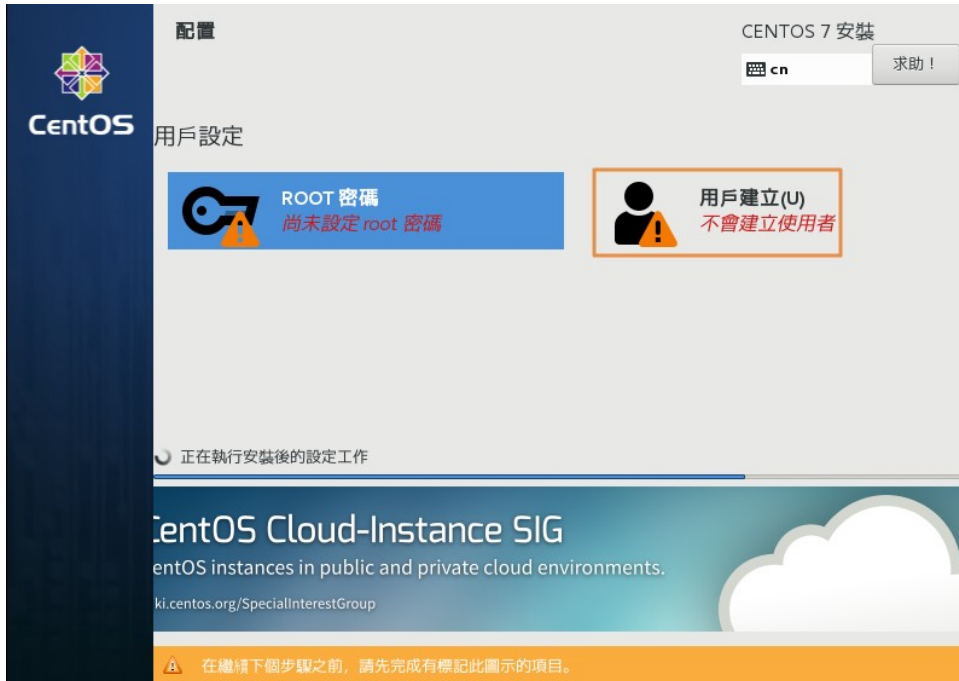 配置
CENTOS 7 安裝
cn
求助！
CentOS
用戶設定
ROOT 密碼
尚未設定 root 密碼
用戶建立(U)
不會建立使用者
正在執行安裝後的設定工作
CentOS Cloud-Instance SIG
entOS instances in public and private cloud environments.
ki.centos.org/SpecialInterestGroup
在繼續下個步驟之前，請先完成有標記此圖示的項目。